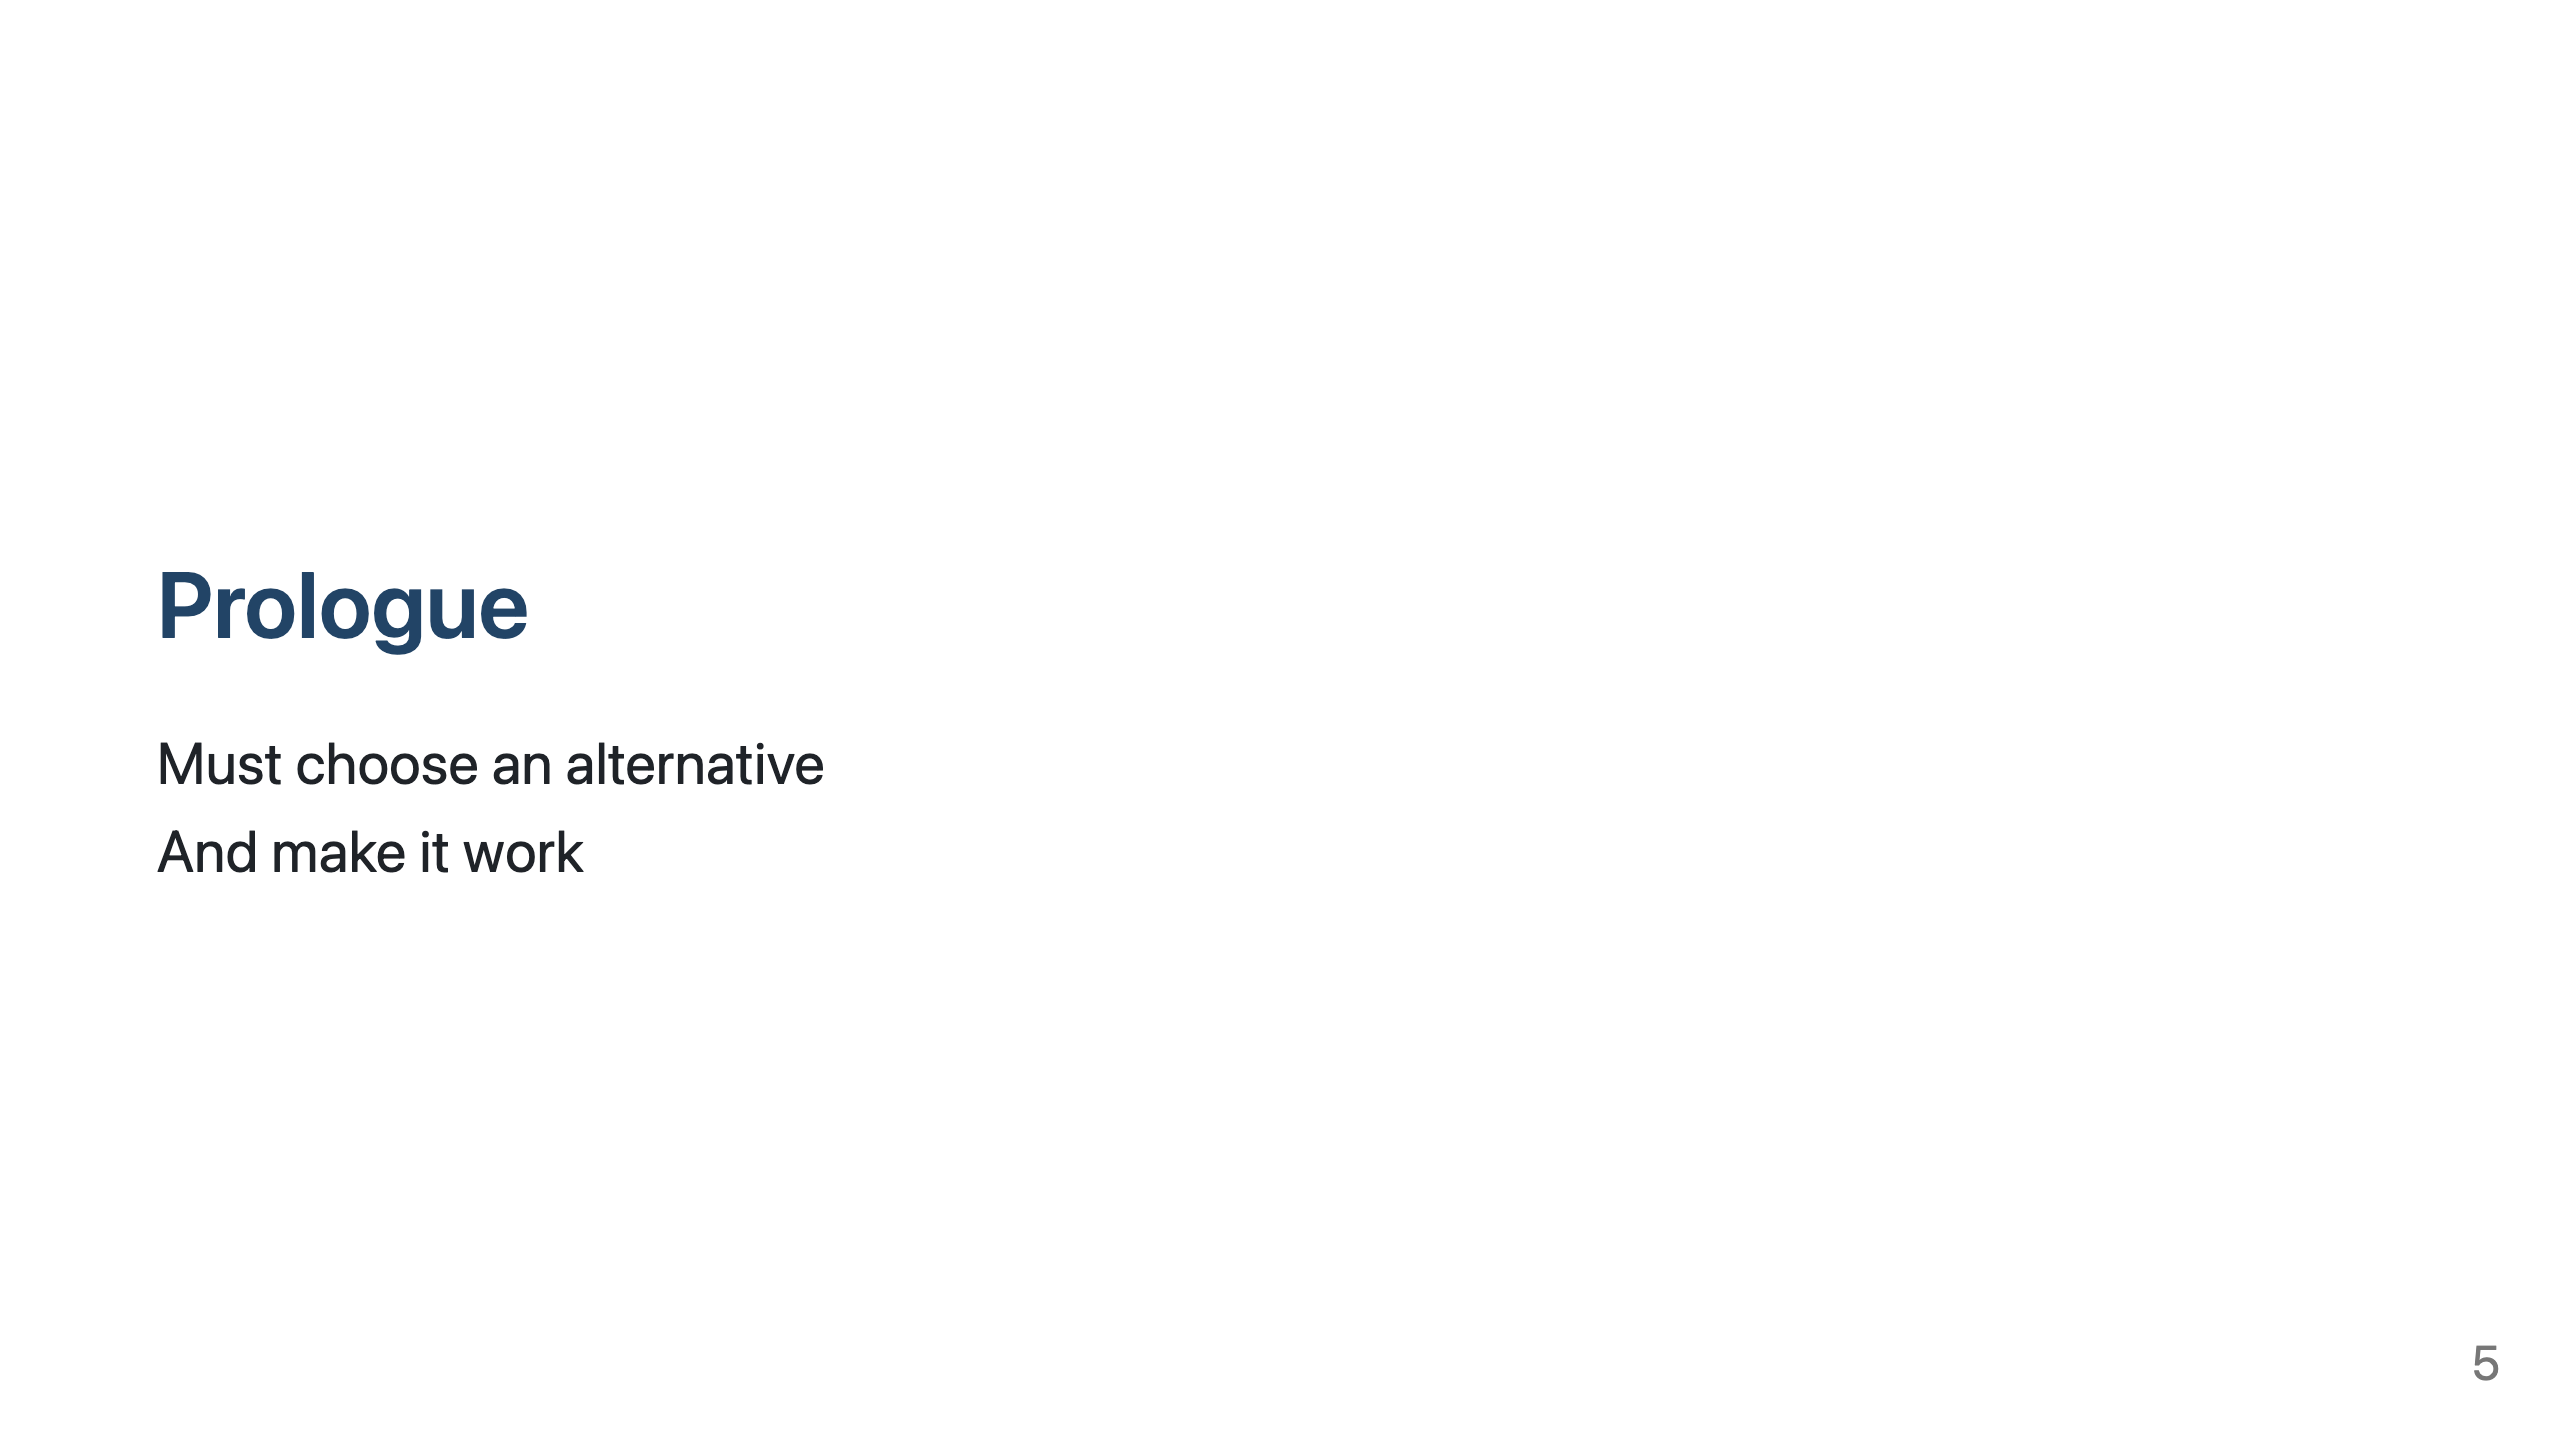 Prologue
Must choose an alternative
And make it work
5